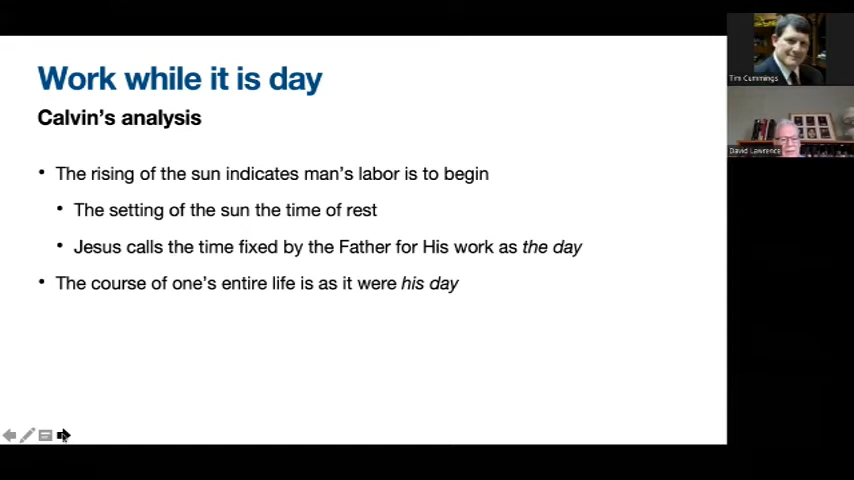 Work while it is day
Calvin's analysis
• The rising of the sun indicates man's labor is to begin
• The setting of the sun the time of rest
• Jesus calls the time fixed by the Father for His work as the day
• The course of one's entire life is as it were his day
Tim Cummings
David Lawrence